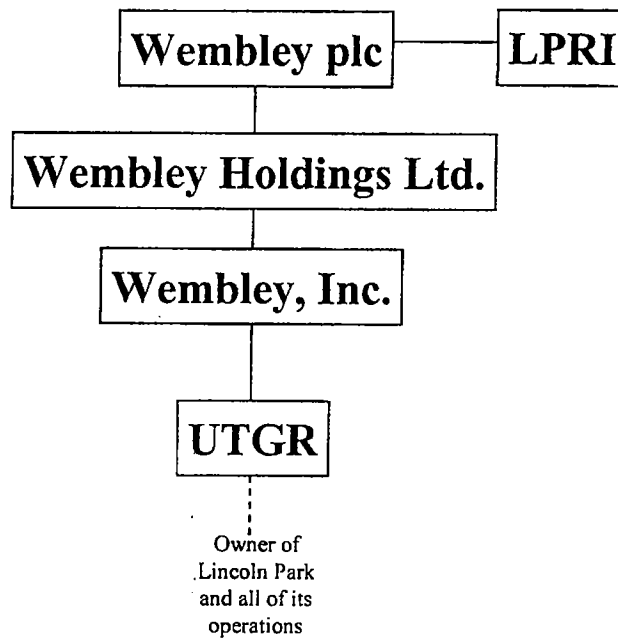 Wembley plc
LPRI
Wembley Holdings Ltd.
Wembley, Inc.
UTGR
Owner of
Lincoln Park
and all of its
operations